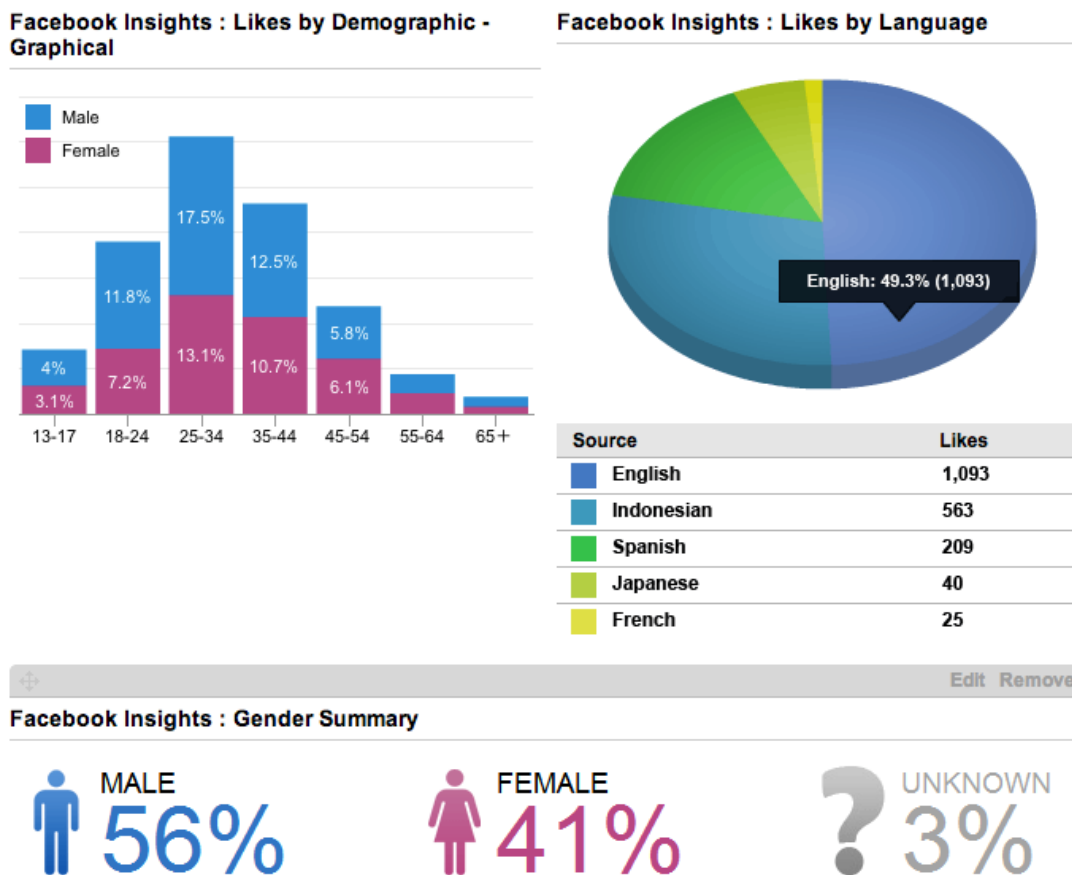 Facebook Insights : Likes by Demographic -
Graphical
Male
Female
17.5%
12.5%
11.8%
5.8%
13.1%
10.7%
4%
7.2%
6.1%
3.1%
13-17 18-24 25-34 35-44 45-54 55-64 65+
Facebook Insights : Likes by Language
English: 49.3% (1,093)
Source Likes
English 1,093
Indonesian 563
Spanish 209
Japanese 40
French 25
Edit Remove
Facebook Insights : Gender Summary
MALE
56%
FEMALE
41%
?
UNKNOWN
3%